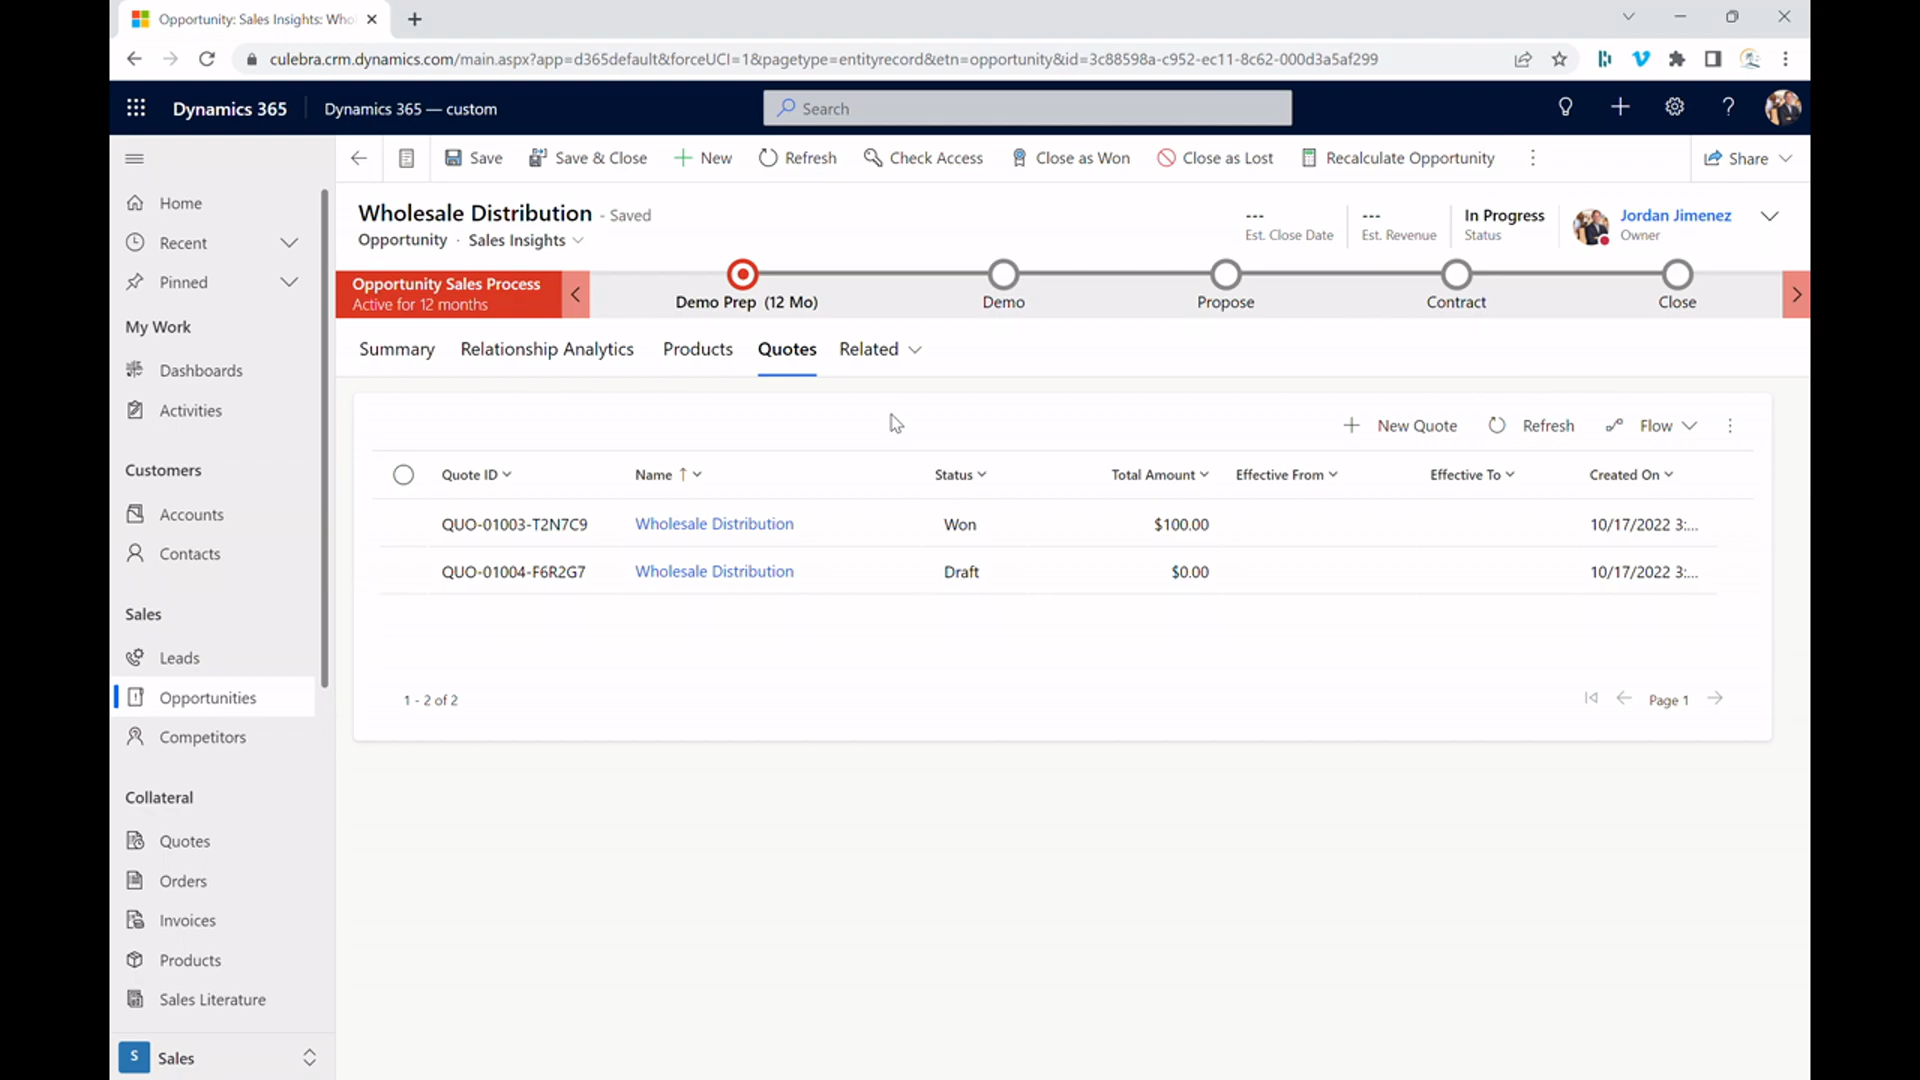 Opportunity: Sales Insights: Who
culebra.crm.dynamics.com/main.aspx?app=d365default&forceUCI=1&pagetype=entityrecord&etn=opportunity&id=3c88598a-c952-ec11-8c62-000d3a5af299
Dynamics 365 Dynamics 365 — custom Search
Save Save & Close New Refresh Check Access Close as Won Close as Lost Recalculate Opportunity Share
Home
Recent
Pinned
My Work
Dashboards
Activities
Customers
Accounts
Contacts
Sales
Leads
Opportunities
Competitors
Collateral
Quotes
Orders
Invoices
Products
Sales Literature
S Sales
Wholesale Distribution - Saved
Opportunity · Sales Insights
--- Est. Close Date
--- Est. Revenue
In Progress Status
Jordan Jimenez
Owner
Opportunity Sales Process
Active for 12 months
Demo Prep (12 Mo) Demo Propose Contract Close
Summary Relationship Analytics Products Quotes Related
New Quote Refresh Flow
Quote ID Name Status Total Amount Effective From Effective To Created On
QUO-01003-T2N7C9 Wholesale Distribution Won $100.00 10/17/2022 3:...
QUO-01004-F6R2G7 Wholesale Distribution Draft $0.00 10/17/2022 3:...
1 - 2 of 2 Page 1